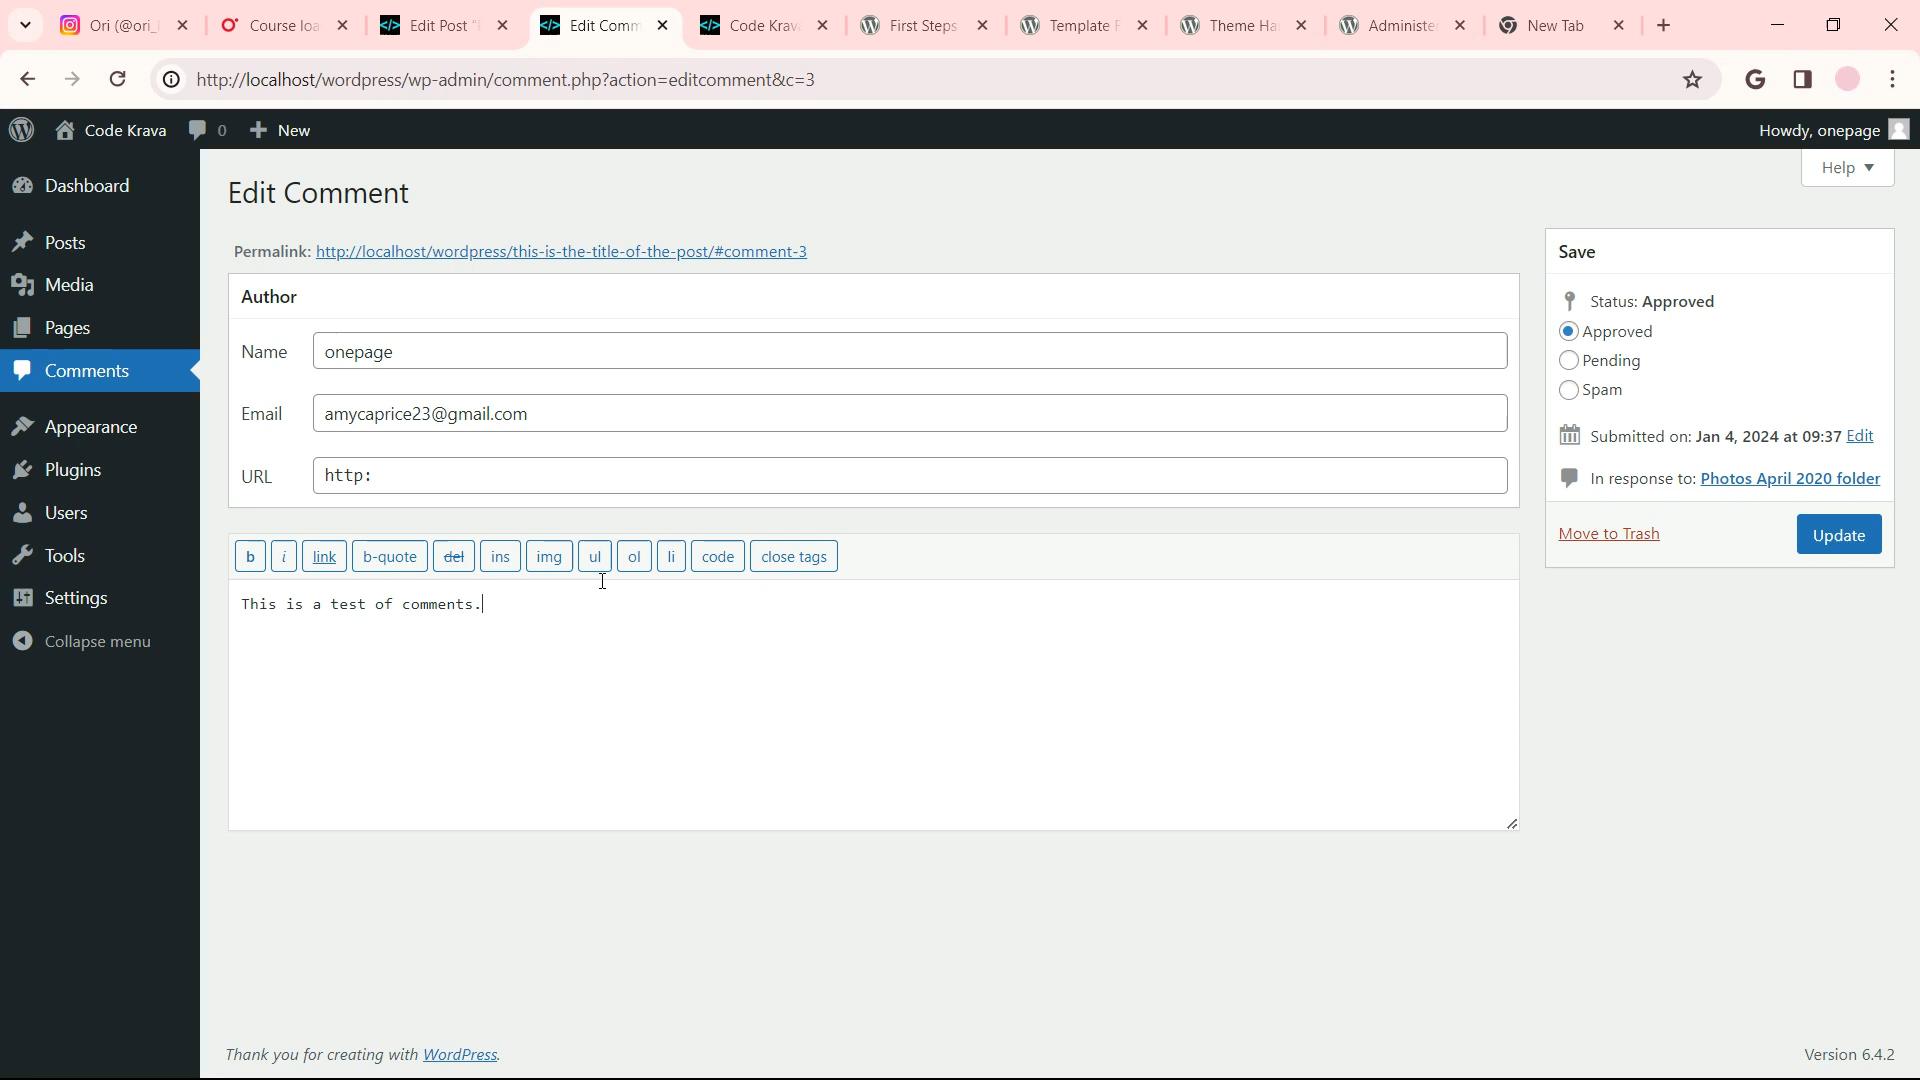 Ori (@ori_
Course loa
Edit Post "
Edit Comm
Code Krav
First Steps
Template F
Theme Ha
Administe
New Tab
http://localhost/wordpress/wp-admin/comment.php?action=editcomment&c=3
Code Krava
0
New
Howdy, onepage
Help
Dashboard
Posts
Media
Pages
Comments
Appearance
Plugins
Users
Tools
Settings
Collapse menu
Edit Comment
Permalink: http://localhost/wordpress/this-is-the-title-of-the-post/#comment-3
Author
Name onepage
Email amycaprice23@gmail.com
URL http:
b i link b-quote del ins img ul ol li code close tags
This is a test of comments.
Save
Status: Approved
Approved
Pending
Spam
Submitted on: Jan 4, 2024 at 09:37 Edit
In response to: Photos April 2020 folder
Move to Trash
Update
Thank you for creating with WordPress.
Version 6.4.2